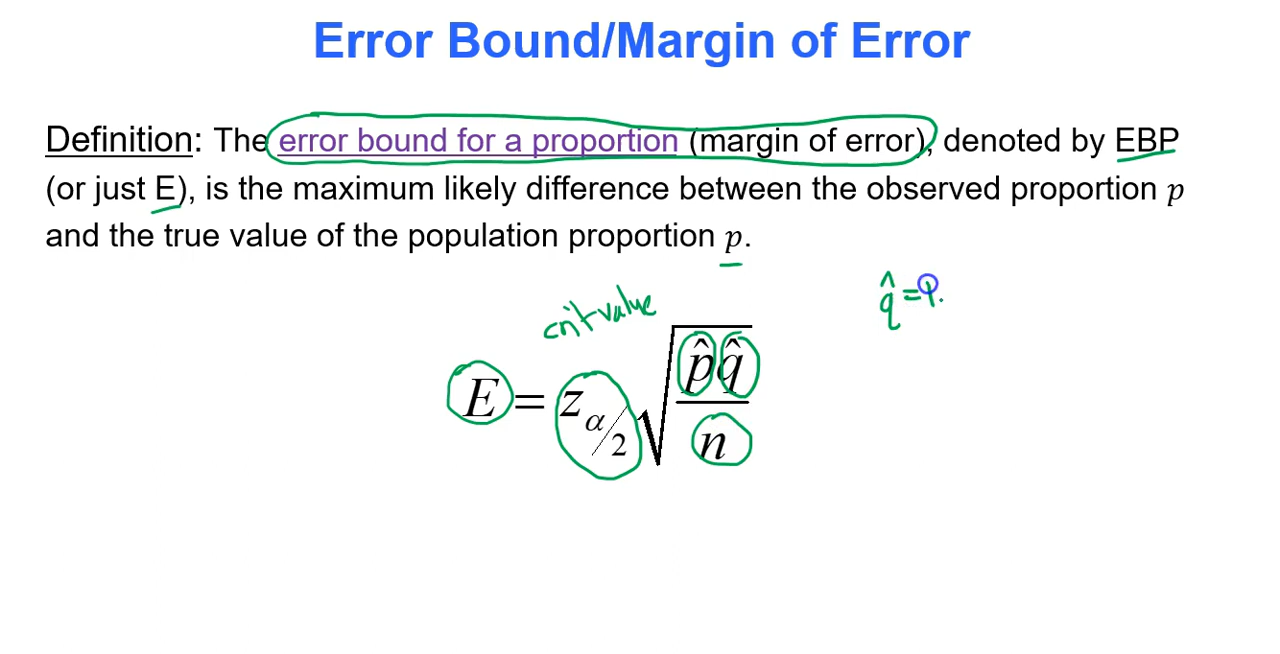 Error Bound/Margin of Error
Definition: The error bound for a proportion (margin of error), denoted by EBP
(or just E), is the maximum likely difference between the observed proportion p
and the true value of the population proportion p.
crit value
q̂ =
E = z α/2 √(p̂q̂/n)